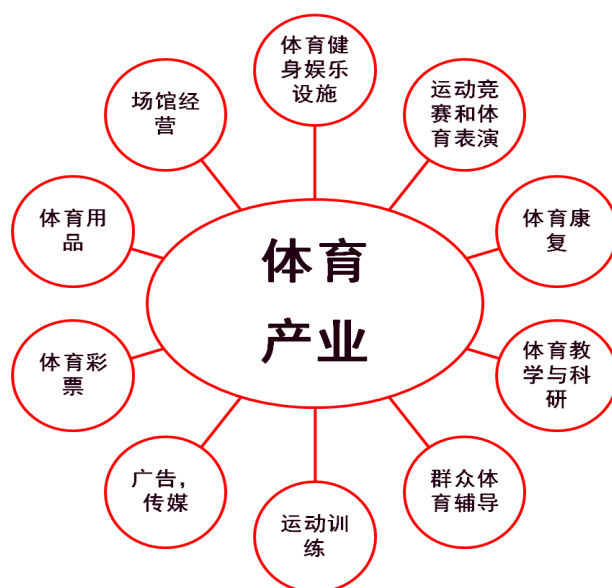 体育
产业
体育健
身娱乐
设施
运动竞
赛和体
育表演
体育康
复
体育教
学与科
研
群众体
育辅导
运动训
练
广告，
传媒
体育彩
票
体育用
品
场馆经
营